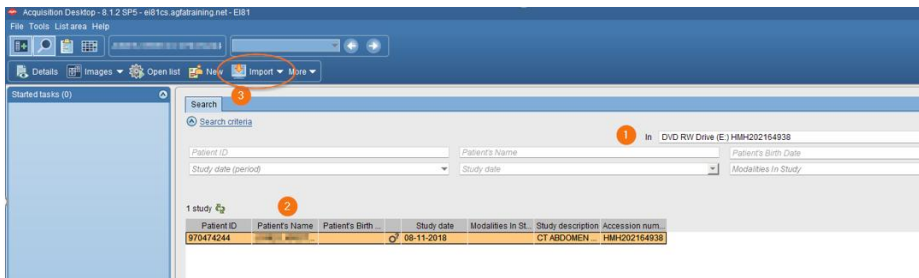 Acquisition Desktop - 8.1.2 SP5 - ei81cs.agfatraining.net - EI81
File Tools List area Help
Details Images Open list New Import More
Started tasks (0)
3
Search
Search criteria
1 In DVD RW Drive (E:) HMH202164938
Patient ID Patient's Name Patient's Birth Date
Study date (period) Study date Modalities In Study
1 study 2
Patient ID Patient's Name Patient's Birth ... Study date Modalities In St... Study description Accession num...
970474244 08-11-2018 CT ABDOMEN ... HMH202164938